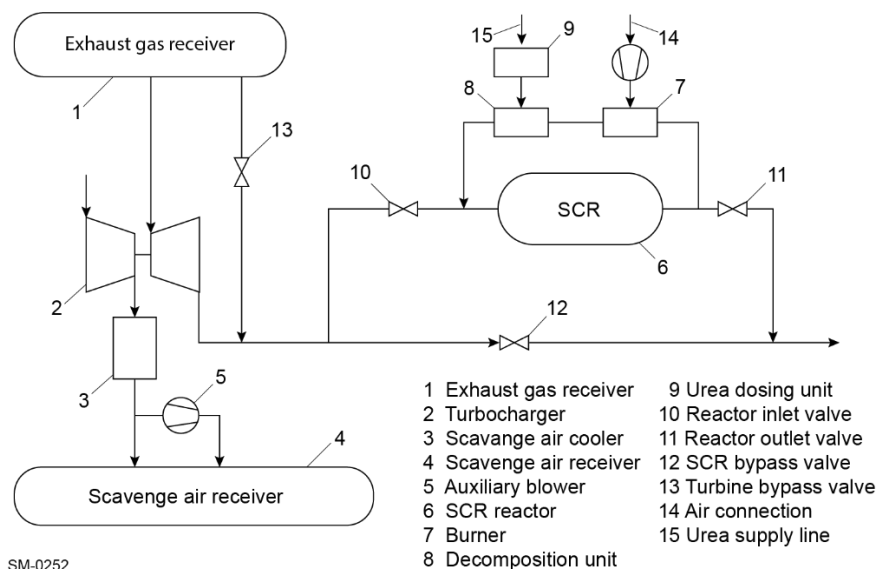 Exhaust gas receiver
1
13
2
3
5
4
Scavenge air receiver
15
9
14
8
7
10
11
SCR
6
12
1 Exhaust gas receiver
2 Turbocharger
3 Scavange air cooler
4 Scavenge air receiver
5 Auxiliary blower
6 SCR reactor
7 Burner
8 Decomposition unit
9 Urea dosing unit
10 Reactor inlet valve
11 Reactor outlet valve
12 SCR bypass valve
13 Turbine bypass valve
14 Air connection
15 Urea supply line
SM-0252